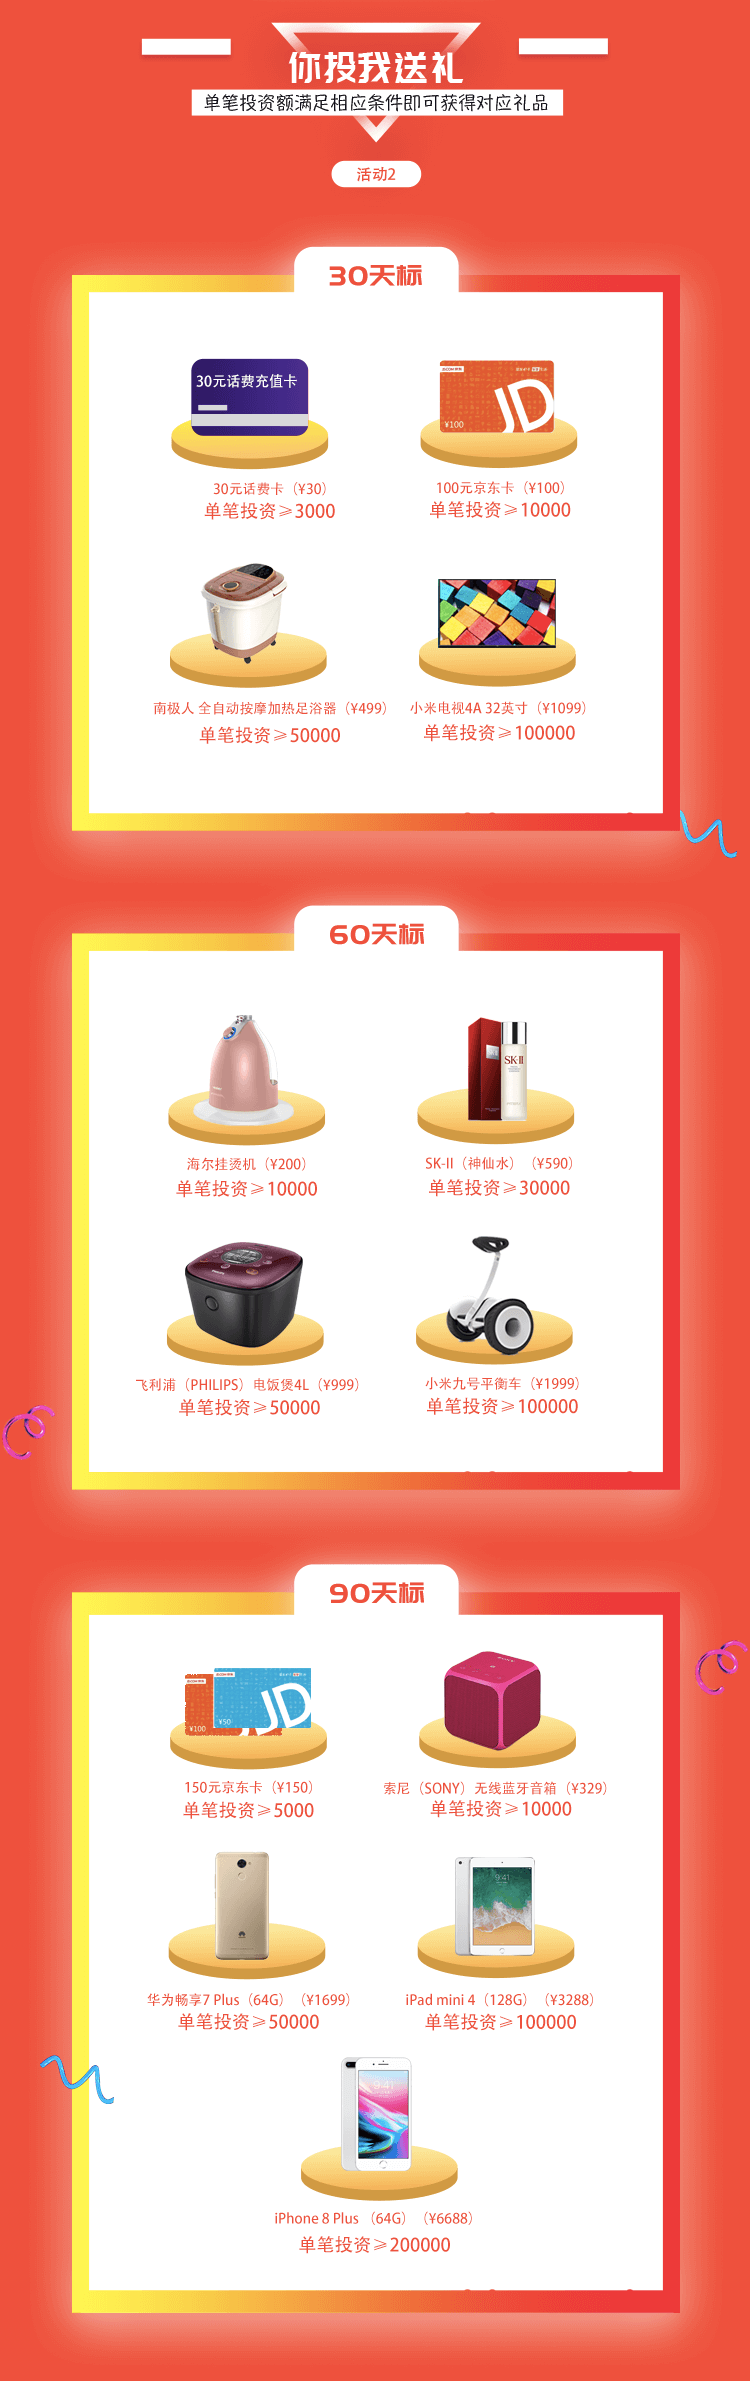 你投我送礼
单笔投资额满足相应条件即可获得对应礼品
活动2
30天标
30元话费充值卡
¥100
JD
30元话费卡（¥30）
100元京东卡（¥100）
单笔投资≥3000
单笔投资≥10000
南极人 全自动按摩加热足浴器（¥499）
小米电视4A 32英寸（¥1099）
单笔投资≥50000
单笔投资≥100000
60天标
SK-II
海尔挂烫机（¥200）
SK-II（神仙水）（¥590）
单笔投资≥10000
单笔投资≥30000
飞利浦（PHILIPS）电饭煲4L（¥999）
小米九号平衡车（¥1999）
单笔投资≥50000
单笔投资≥100000
90天标
¥100
¥50
JD
150元京东卡（¥150）
索尼（SONY）无线蓝牙音箱（¥329）
单笔投资≥5000
单笔投资≥10000
9:41
华为畅享7 Plus（64G）（¥1699）
iPad mini 4（128G）（¥3288）
单笔投资≥50000
单笔投资≥100000
9:41
iPhone 8 Plus （64G）（¥6688）
单笔投资≥200000